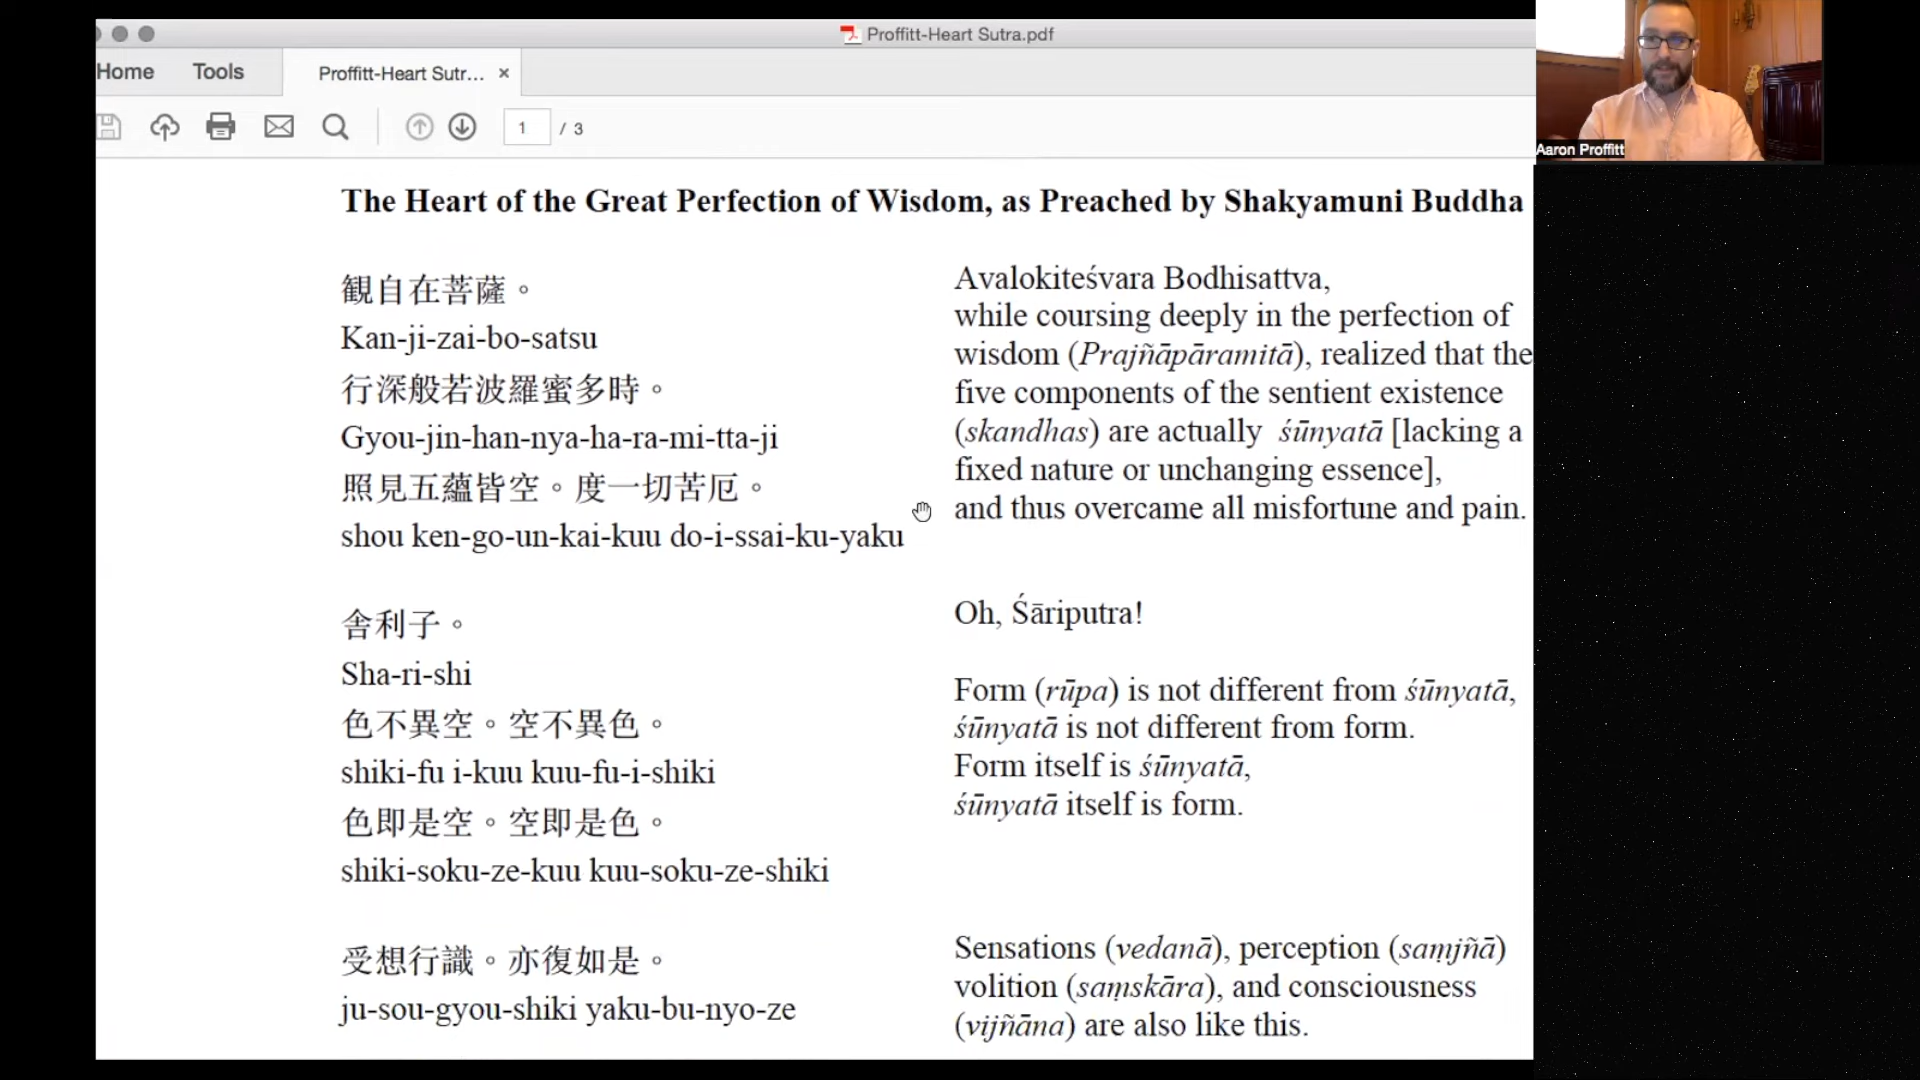 Proffitt-Heart Sutra.pdf
Home Tools Proffitt-Heart Sutr... ×
1 / 3
Aaron Proffitt
The Heart of the Great Perfection of Wisdom, as Preached by Shakyamuni Buddha
観自在菩薩。
Kan-ji-zai-bo-satsu
行深般若波羅蜜多時。
Gyou-jin-han-nya-ha-ra-mi-tta-ji
照見五蘊皆空。度一切苦厄。
shou ken-go-un-kai-kuu do-i-ssai-ku-yaku
Avalokiteśvara Bodhisattva,
while coursing deeply in the perfection of
wisdom (Prajñāpāramitā), realized that the
five components of the sentient existence
(skandhas) are actually śūnyatā [lacking a
fixed nature or unchanging essence],
and thus overcame all misfortune and pain.
舎利子。
Sha-ri-shi
色不異空。空不異色。
shiki-fu i-kuu kuu-fu-i-shiki
色即是空。空即是色。
shiki-soku-ze-kuu kuu-soku-ze-shiki
Oh, Śāriputra!
Form (rūpa) is not different from śūnyatā,
śūnyatā is not different from form.
Form itself is śūnyatā,
śūnyatā itself is form.
受想行識。亦復如是。
ju-sou-gyou-shiki yaku-bu-nyo-ze
Sensations (vedanā), perception (saṃjñā)
volition (saṃskāra), and consciousness
(vijñāna) are also like this.